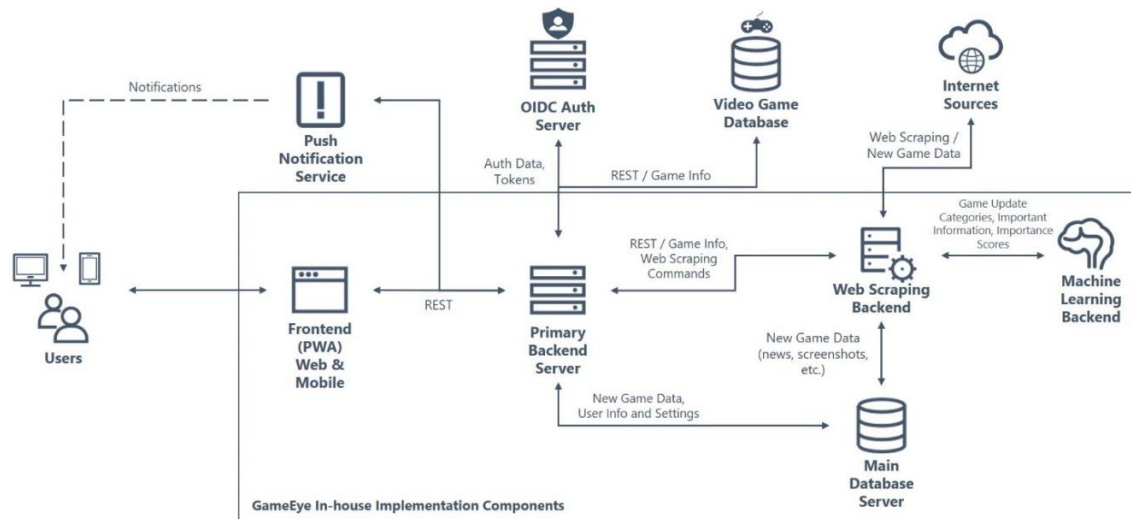 Notifications
Push
Notification
Service
OIDC Auth
Server
Video Game
Database
Internet
Sources
Auth Data,
Tokens
REST / Game Info
Web Scraping /
New Game Data
Game Update
Categories, Important
Information, Importance
Scores
REST / Game Info,
Web Scraping
Commands
Users
Frontend
(PWA)
Web &
Mobile
REST
Primary
Backend
Server
Web Scraping
Backend
Machine
Learning
Backend
New Game Data
(news, screenshots,
etc.)
New Game Data,
User Info and Settings
Main
Database
Server
GameEye In-house Implementation Components